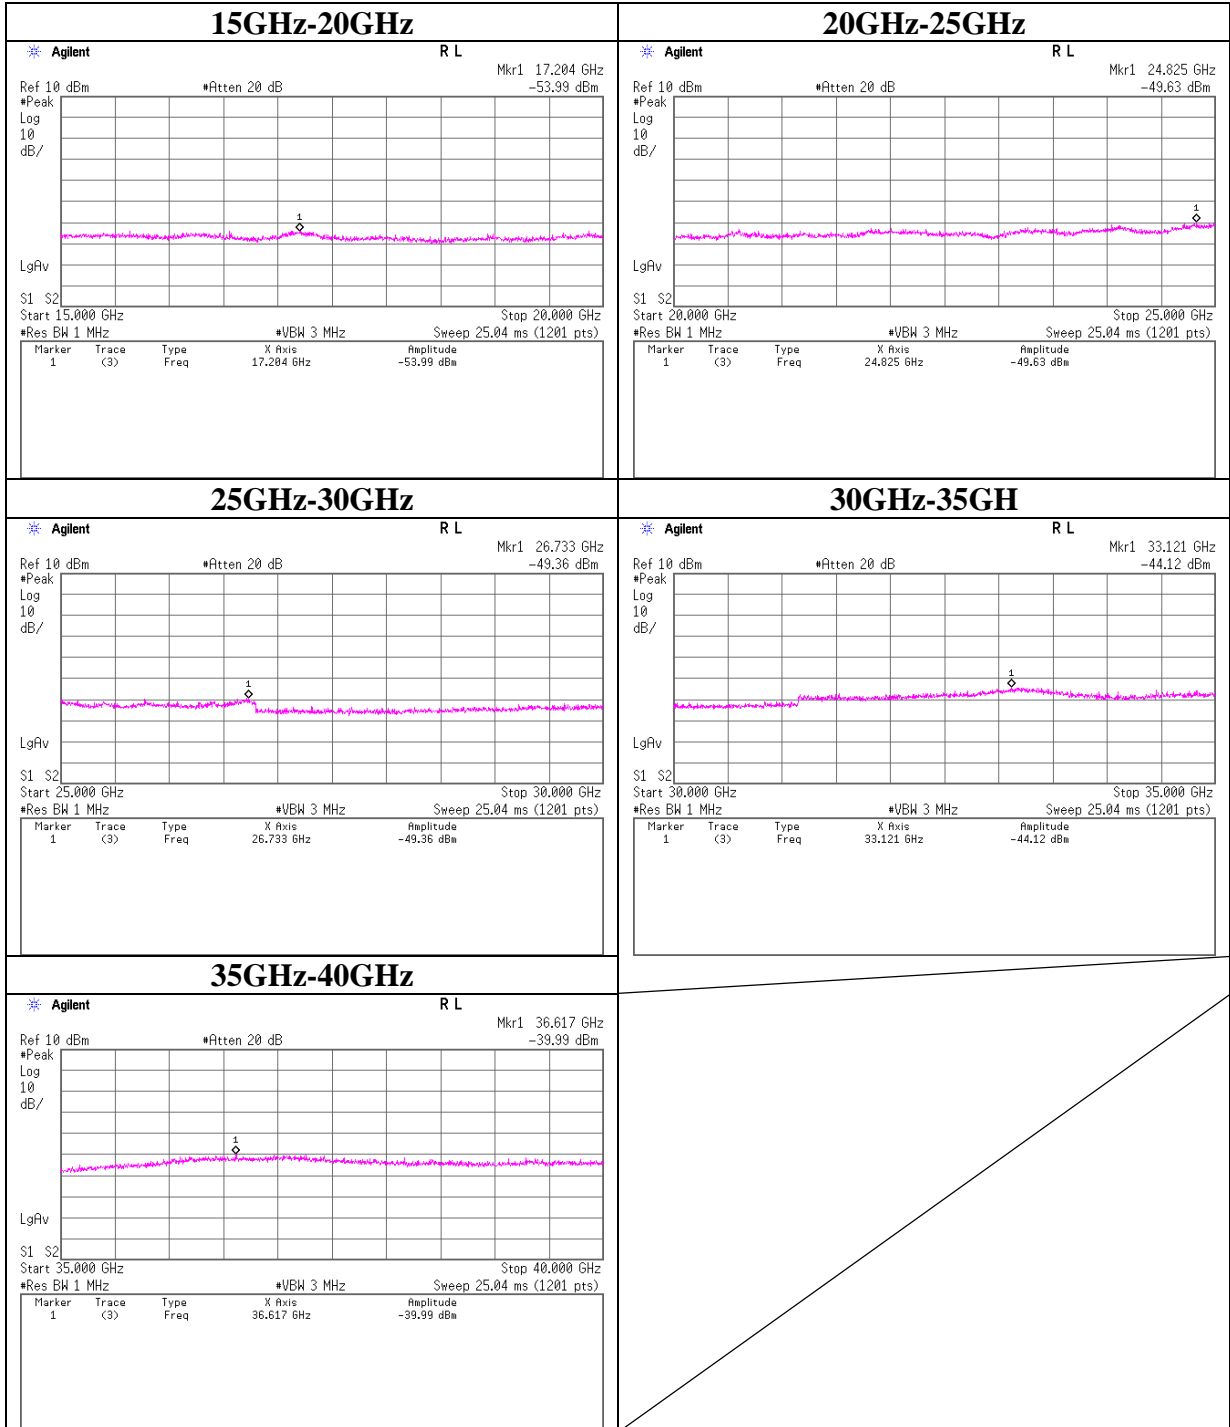 15GHz-20GHz
Agilent R L
Mkr1 17.204 GHz
Ref 10 dBm #Atten 20 dB -53.99 dBm
#Peak
Log
10
dB/
1
LgAv
S1 S2
Start 15.000 GHz Stop 20.000 GHz
#Res BW 1 MHz #VBW 3 MHz Sweep 25.04 ms (1201 pts)
Marker Trace Type X Axis Amplitude
1 (3) Freq 17.204 GHz -53.99 dBm
20GHz-25GHz
Agilent R L
Mkr1 24.825 GHz
Ref 10 dBm #Atten 20 dB -49.63 dBm
#Peak
Log
10
dB/
1
LgAv
S1 S2
Start 20.000 GHz Stop 25.000 GHz
#Res BW 1 MHz #VBW 3 MHz Sweep 25.04 ms (1201 pts)
Marker Trace Type X Axis Amplitude
1 (3) Freq 24.825 GHz -49.63 dBm
25GHz-30GHz
Agilent R L
Mkr1 26.733 GHz
Ref 10 dBm #Atten 20 dB -49.36 dBm
#Peak
Log
10
dB/
1
LgAv
S1 S2
Start 25.000 GHz Stop 30.000 GHz
#Res BW 1 MHz #VBW 3 MHz Sweep 25.04 ms (1201 pts)
Marker Trace Type X Axis Amplitude
1 (3) Freq 26.733 GHz -49.36 dBm
30GHz-35GH
Agilent R L
Mkr1 33.121 GHz
Ref 10 dBm #Atten 20 dB -44.12 dBm
#Peak
Log
10
dB/
1
LgAv
S1 S2
Start 30.000 GHz Stop 35.000 GHz
#Res BW 1 MHz #VBW 3 MHz Sweep 25.04 ms (1201 pts)
Marker Trace Type X Axis Amplitude
1 (3) Freq 33.121 GHz -44.12 dBm
35GHz-40GHz
Agilent R L
Mkr1 36.617 GHz
Ref 10 dBm #Atten 20 dB -39.99 dBm
#Peak
Log
10
dB/
1
LgAv
S1 S2
Start 35.000 GHz Stop 40.000 GHz
#Res BW 1 MHz #VBW 3 MHz Sweep 25.04 ms (1201 pts)
Marker Trace Type X Axis Amplitude
1 (3) Freq 36.617 GHz -39.99 dBm